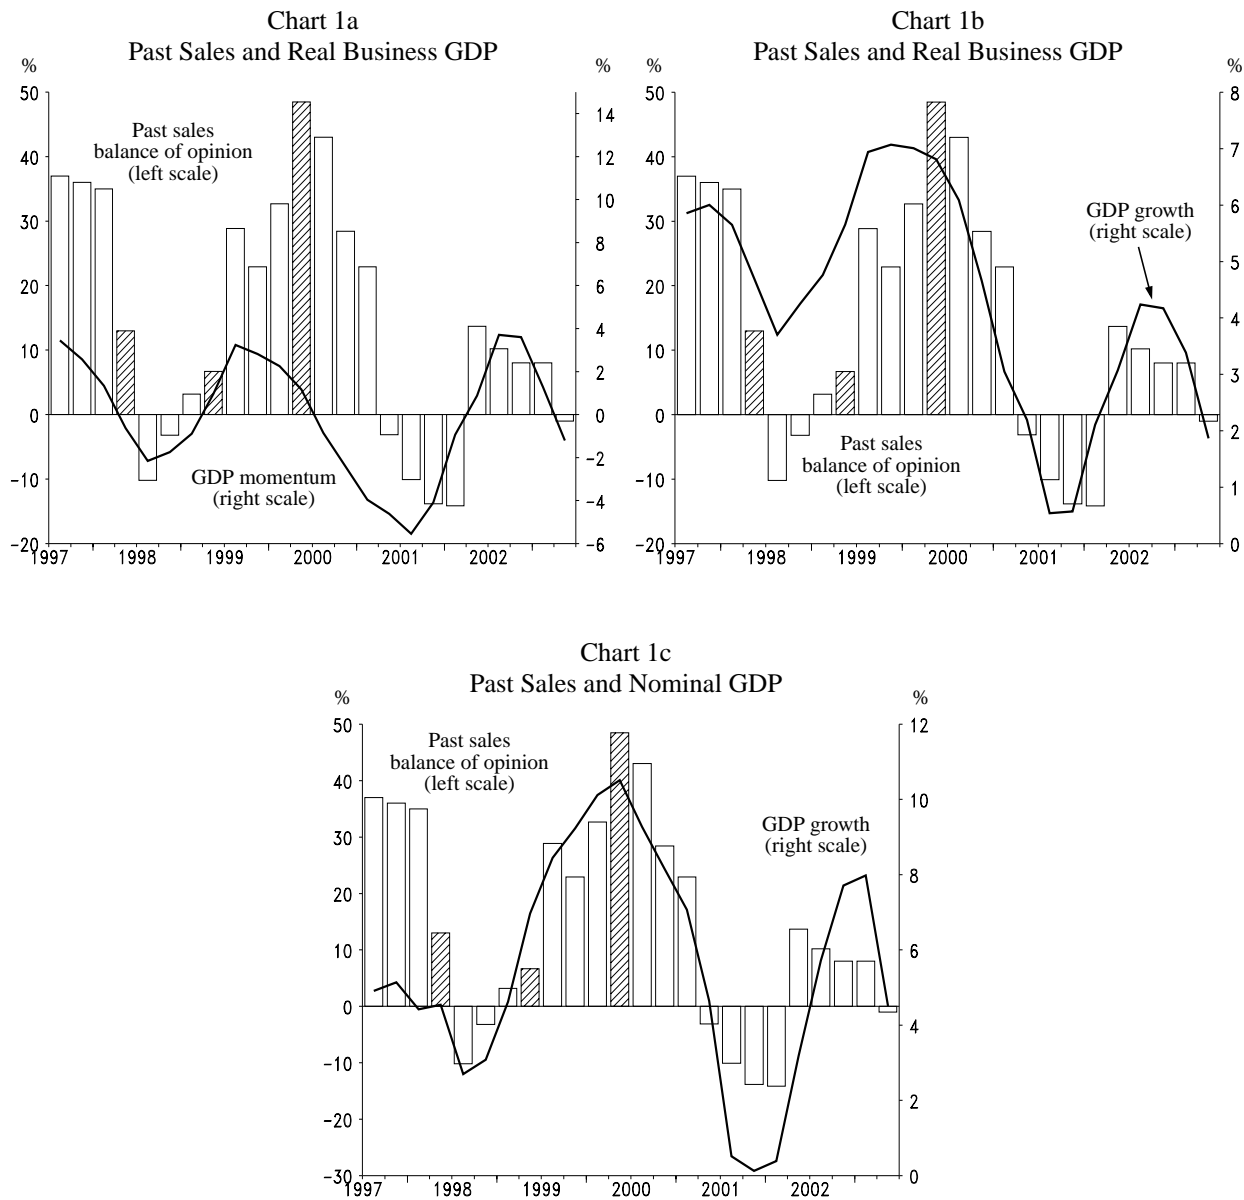 Chart 1a
Past Sales and Real Business GDP
%
%
50
40
30
20
10
0
-10
-20
14
12
10
8
6
4
2
0
-2
-4
-6
Past sales
balance of opinion
(left scale)
GDP momentum
(right scale)
1997 1998 1999 2000 2001 2002
Chart 1b
Past Sales and Real Business GDP
%
%
50
40
30
20
10
0
-10
-20
8
7
6
5
4
3
2
1
0
GDP growth
(right scale)
Past sales
balance of opinion
(left scale)
1997 1998 1999 2000 2001 2002
Chart 1c
Past Sales and Nominal GDP
%
%
50
40
30
20
10
0
-10
-20
-30
12
10
8
6
4
2
0
Past sales
balance of opinion
(left scale)
GDP growth
(right scale)
1997 1998 1999 2000 2001 2002